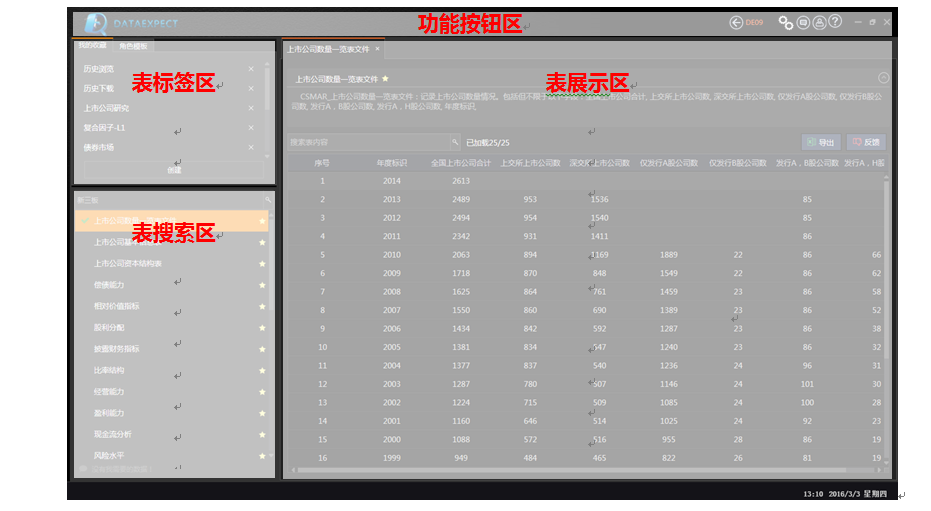 DATAEXPECT
功能按钮区
DE09
我的收藏 角色模板
历史浏览
表标签区
历史下载
上市公司研究
复合因子-L1
债券市场
创建
新三板
表搜索区
上市公司基本
上市公司资本结构表
偿债能力
相对价值指标
股利分配
披露财务指标
比率结构
经营能力
盈利能力
现金流分析
风险水平
上市公司数量一览表文件
上市公司数量一览表文件
表展示区
CSMAR_上市公司数量一览表文件：记录上市公司数量情况。包括但不限于以下字段：全国上市公司合计, 上交所上市公司数, 深交所上市公司数, 仅发行A股公司数, 仅发行B股公
司数, 发行A，B股公司数, 发行A，H股公司数, 年度标识,
搜索表内容 已加载25/25 导出 反馈
序号 年度标识 全国上市公司合计 上交所上市公司数 深交所上市公司数 仅发行A股公司数 仅发行B股公司数 发行A，B股公司数 发行A，H股
1 2014 2613
2 2013 2489 953 1536 85
3 2012 2494 954 1540 85
4 2011 2342 931 1411 86
5 2010 2063 894 1169 1889 22 86 66
6 2009 1718 870 848 1549 22 86 62
7 2008 1625 864 761 1459 23 86 58
8 2007 1550 860 690 1389 23 86 52
9 2006 1434 842 592 1287 23 86 38
10 2005 1381 834 547 1240 23 86 32
11 2004 1377 837 540 1236 24 96 31
12 2003 1287 780 507 1146 24 101 30
13 2002 1224 715 509 1085 24 100 28
14 2001 1160 646 514 1025 24 92 23
15 2000 1088 572 516 955 28 86 19
16 1999 949 484 465 822 26 81 19
13:10 2016/3/3 星期四